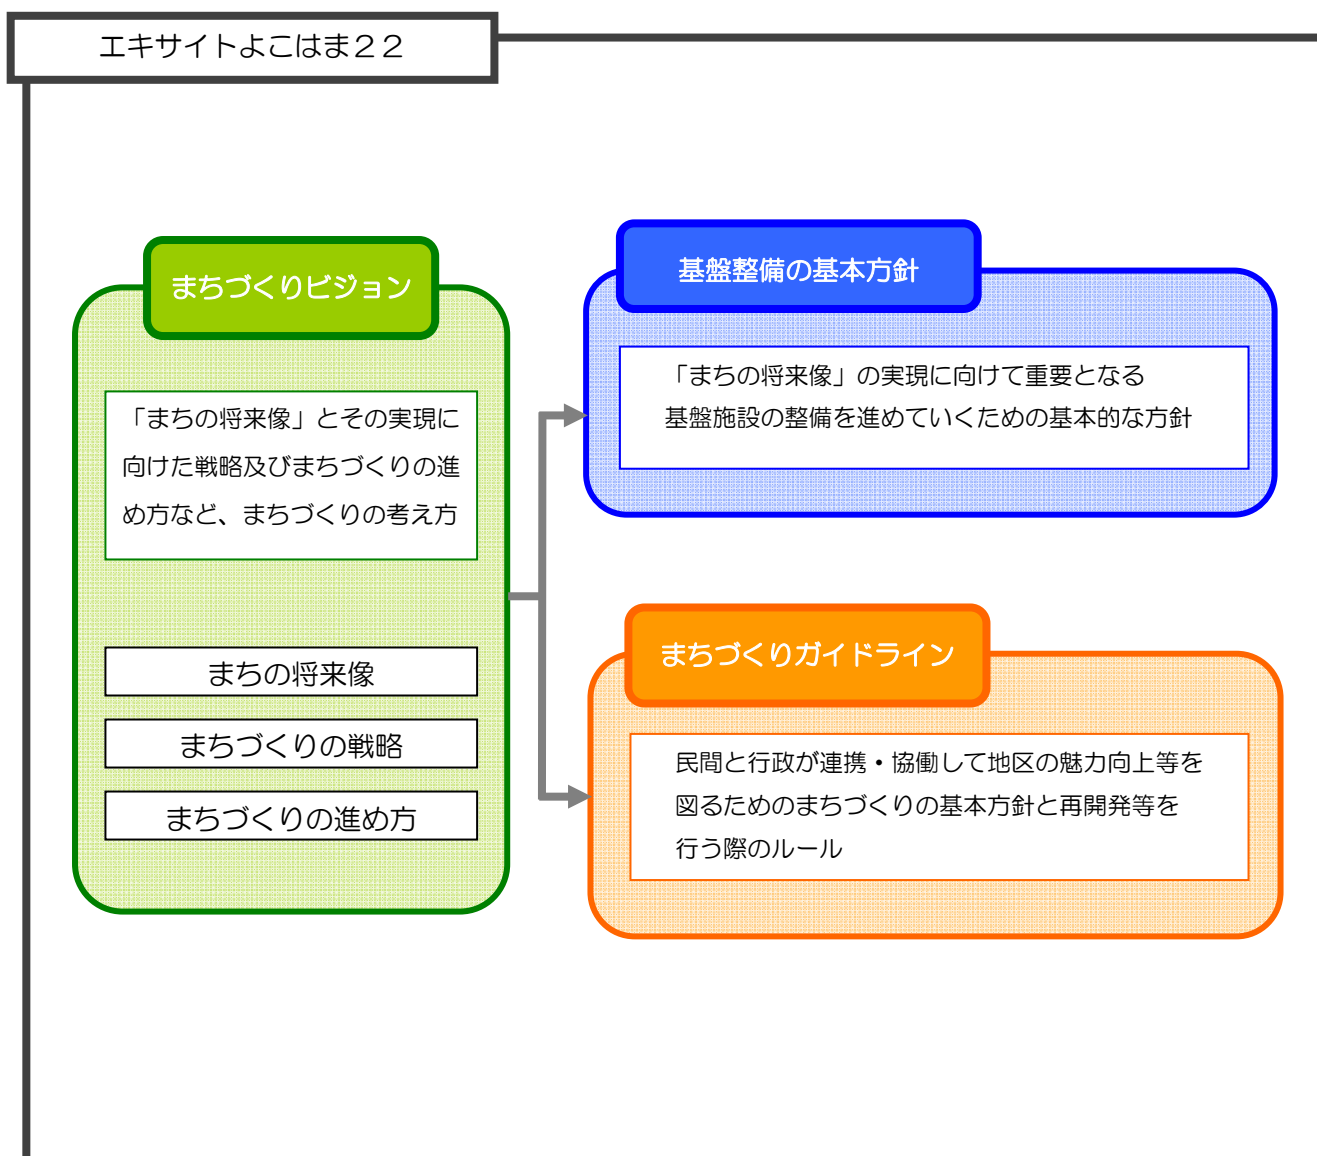 エキサイトよこはま２２
まちづくりビジョン
「まちの将来像」とその実現に
向けた戦略及びまちづくりの進
め方など、まちづくりの考え方
まちの将来像
まちづくりの戦略
まちづくりの進め方
基盤整備の基本方針
「まちの将来像」の実現に向けて重要となる
基盤施設の整備を進めていくための基本的な方針
まちづくりガイドライン
民間と行政が連携・協働して地区の魅力向上等を
図るためのまちづくりの基本方針と再開発等を
行う際のルール